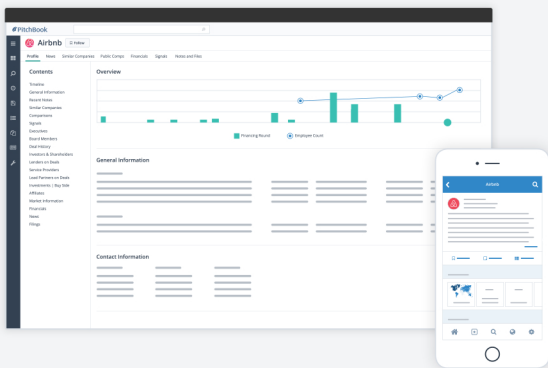 PitchBook
Airbnb
Follow
Profile News Similar Companies Public Comps Financials Signals Notes and Files
Contents
Timeline
General Information
Recent Notes
Similar Companies
Comparisons
Signals
Executives
Board Members
Deal History
Investors & Shareholders
Lenders on Deals
Service Providers
Lead Partners on Deals
Investments | Buy Side
Affiliates
Market Information
Financials
News
Filings
Overview
Financing Round Employee Count
General Information
Contact Information
Airbnb